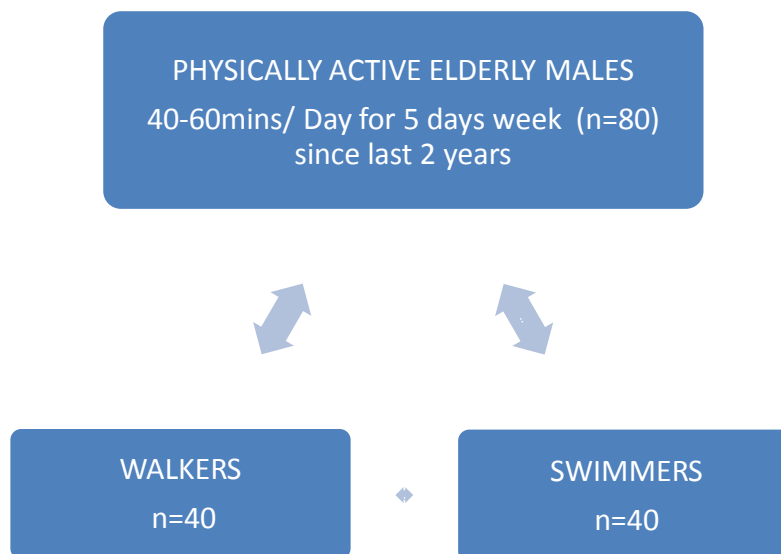 PHYSICALLY ACTIVE ELDERLY MALES
40-60mins/ Day for 5 days week (n=80)
since last 2 years
WALKERS
n=40
SWIMMERS
n=40